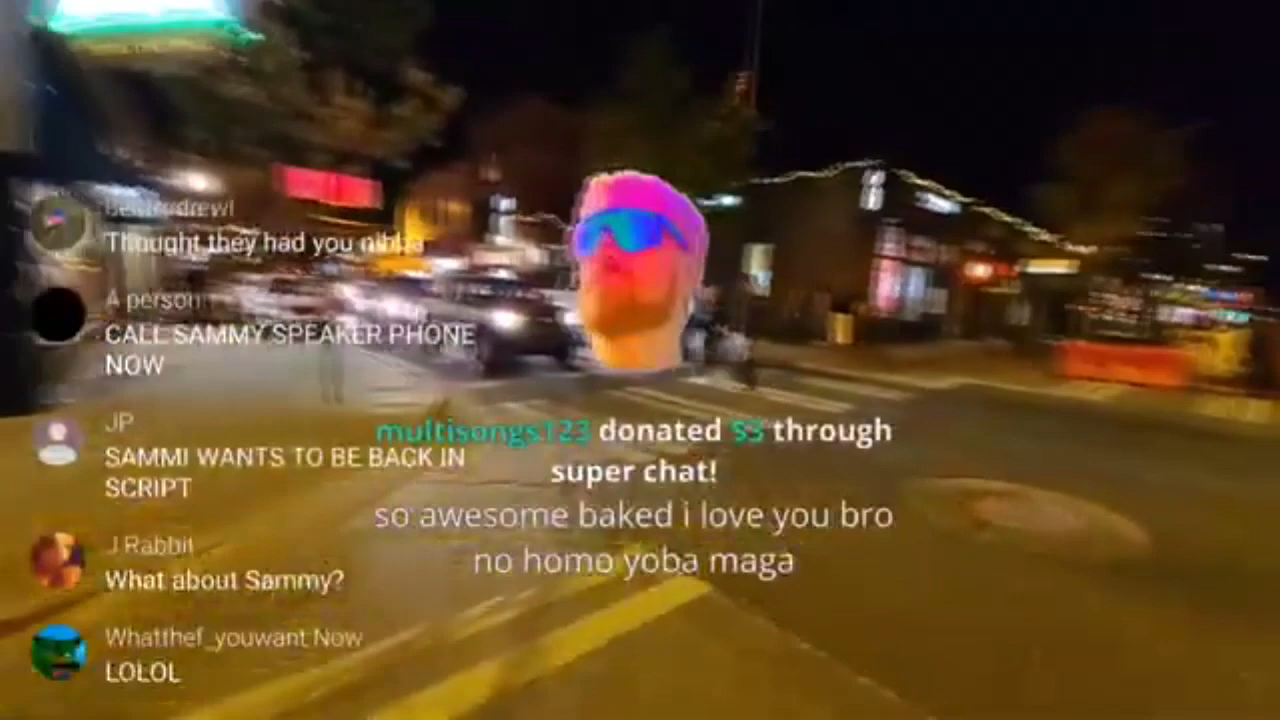 Thought they had you nibba
A person
CALL SAMMY SPEAKER PHONE
NOW
JP
SAMMI WANTS TO BE BACK IN
SCRIPT
J Rabbit
What about Sammy?
Whatthef_youwant Now
LOLOL
multisongs123 donated $3 through
super chat!
so awesome baked i love you bro
no homo yoba maga